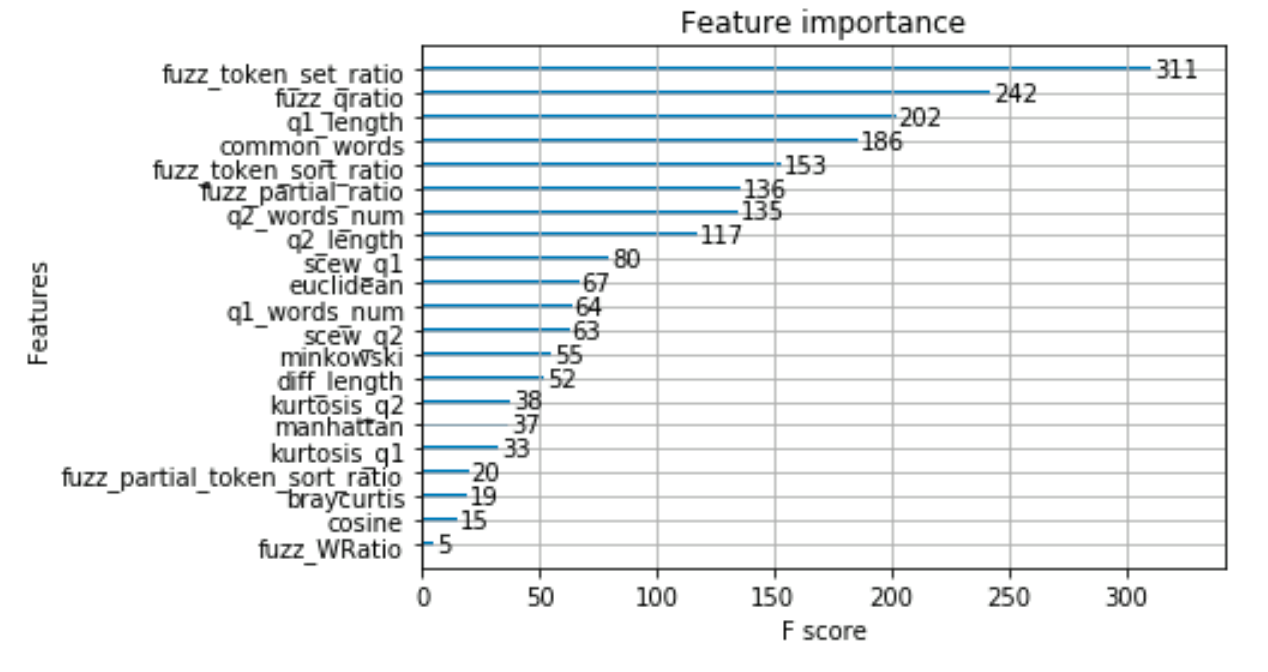 Feature importance
Features
fuzz_token_set_ratio 311
fuzz_qratio 242
q1_length 202
common_words 186
fuzz_token_sort_ratio 153
fuzz_partial_ratio 136
q2_words_num 135
q2_length 117
scew_q1 80
euclidean 67
q1_words_num 64
scew_q2 63
minkowski 55
diff_length 52
kurtosis_q2 38
manhattan 37
kurtosis_q1 33
fuzz_partial_token_sort_ratio 20
braycurtis 19
cosine 15
fuzz_WRatio 5
0 50 100 150 200 250 300
F score